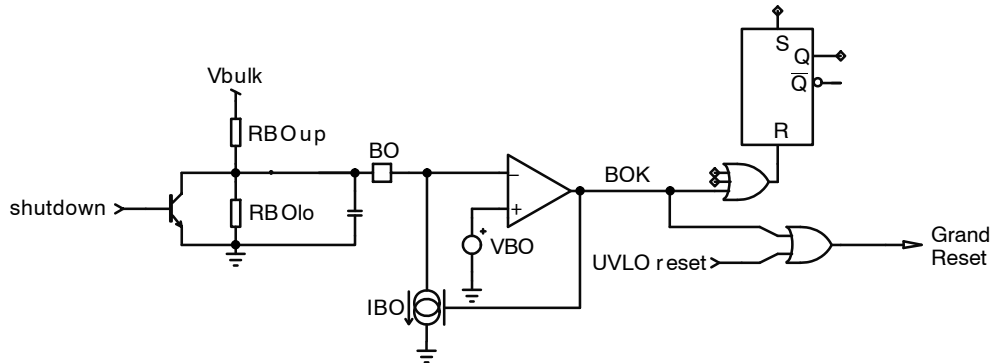 S
Q
Q
R
Vbulk
RBOup
BO
BOK
shutdown
RBOlo
−
+
+
VBO
UVLO reset
Grand
Reset
IBO